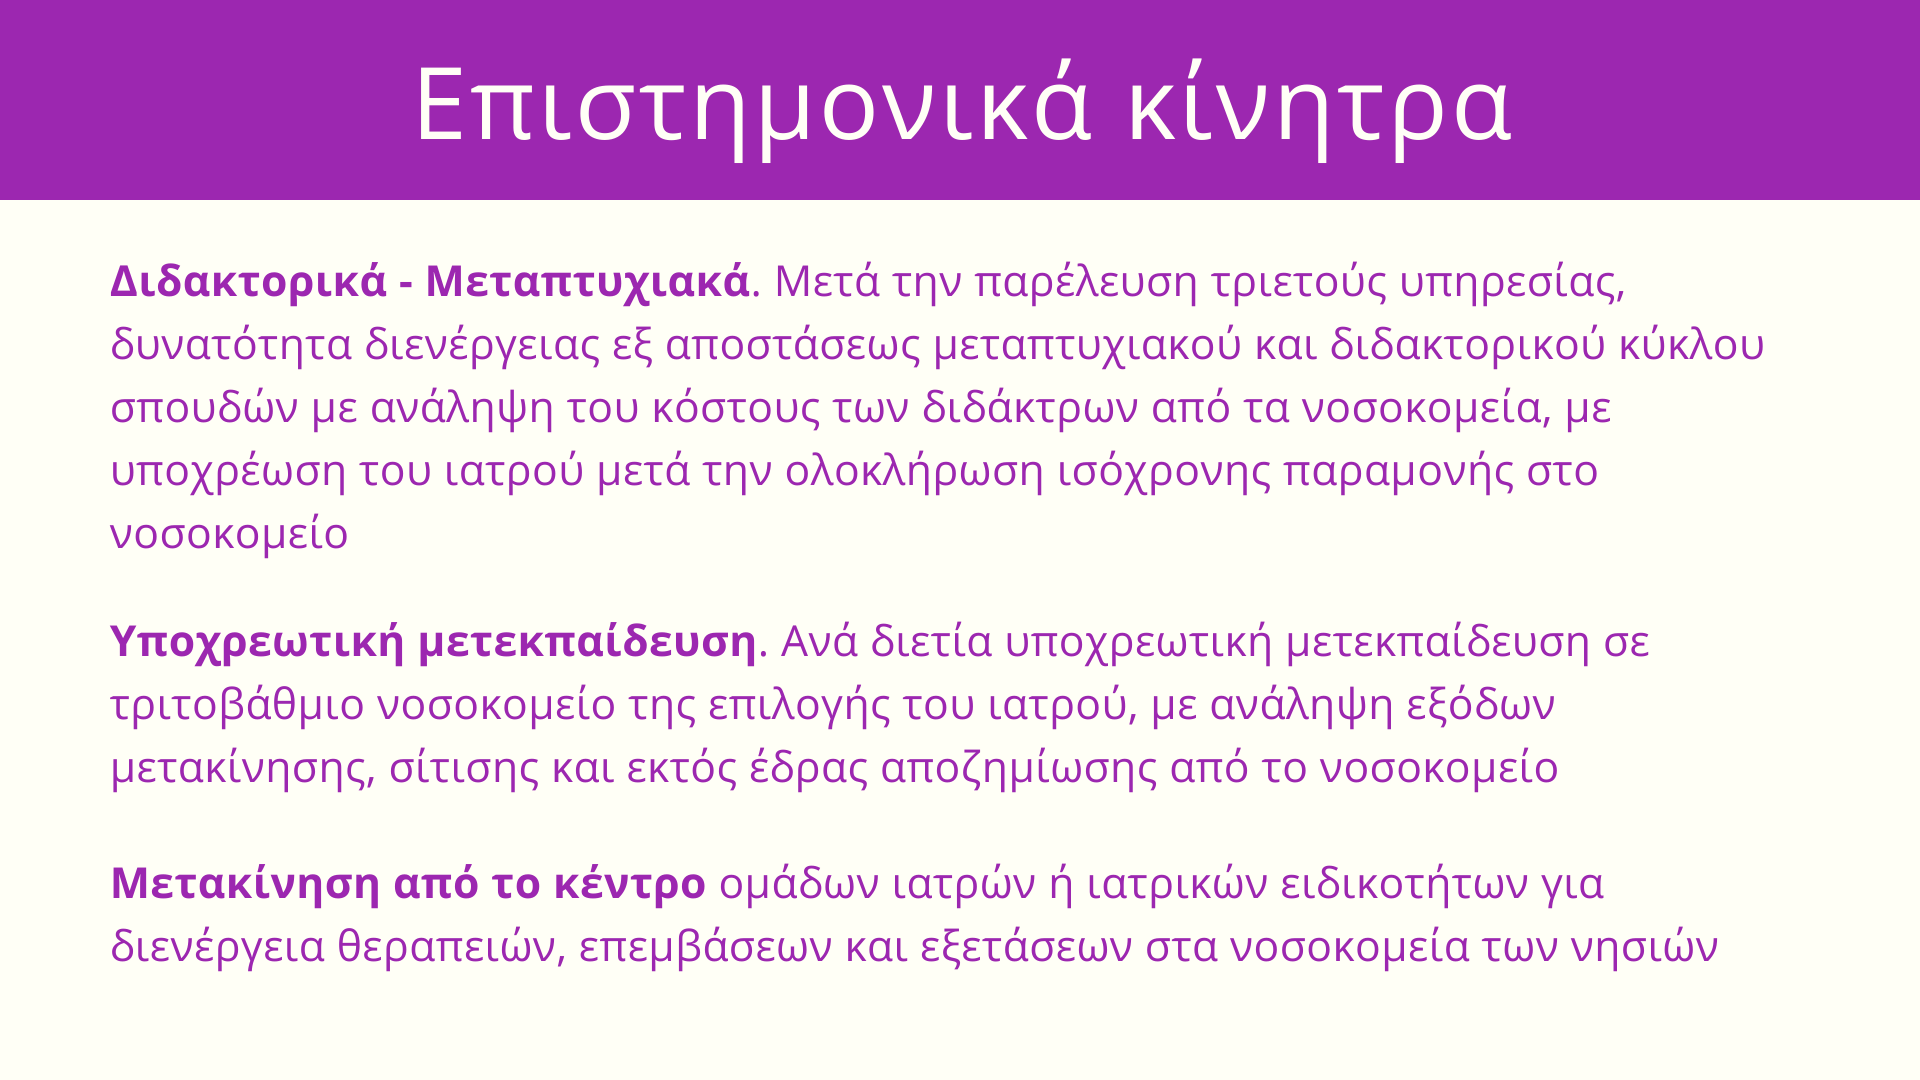 Επιστημονικά κίνητρα
Διδακτορικά - Μεταπτυχιακά. Μετά την παρέλευση τριετούς υπηρεσίας,
δυνατότητα διενέργειας εξ αποστάσεως μεταπτυχιακού και διδακτορικού κύκλου
σπουδών με ανάληψη του κόστους των διδάκτρων από τα νοσοκομεία, με
υποχρέωση του ιατρού μετά την ολοκλήρωση ισόχρονης παραμονής στο
νοσοκομείο
Υποχρεωτική μετεκπαίδευση. Ανά διετία υποχρεωτική μετεκπαίδευση σε
τριτοβάθμιο νοσοκομείο της επιλογής του ιατρού, με ανάληψη εξόδων
μετακίνησης, σίτισης και εκτός έδρας αποζημίωσης από το νοσοκομείο
Μετακίνηση από το κέντρο ομάδων ιατρών ή ιατρικών ειδικοτήτων για
διενέργεια θεραπειών, επεμβάσεων και εξετάσεων στα νοσοκομεία των νησιών